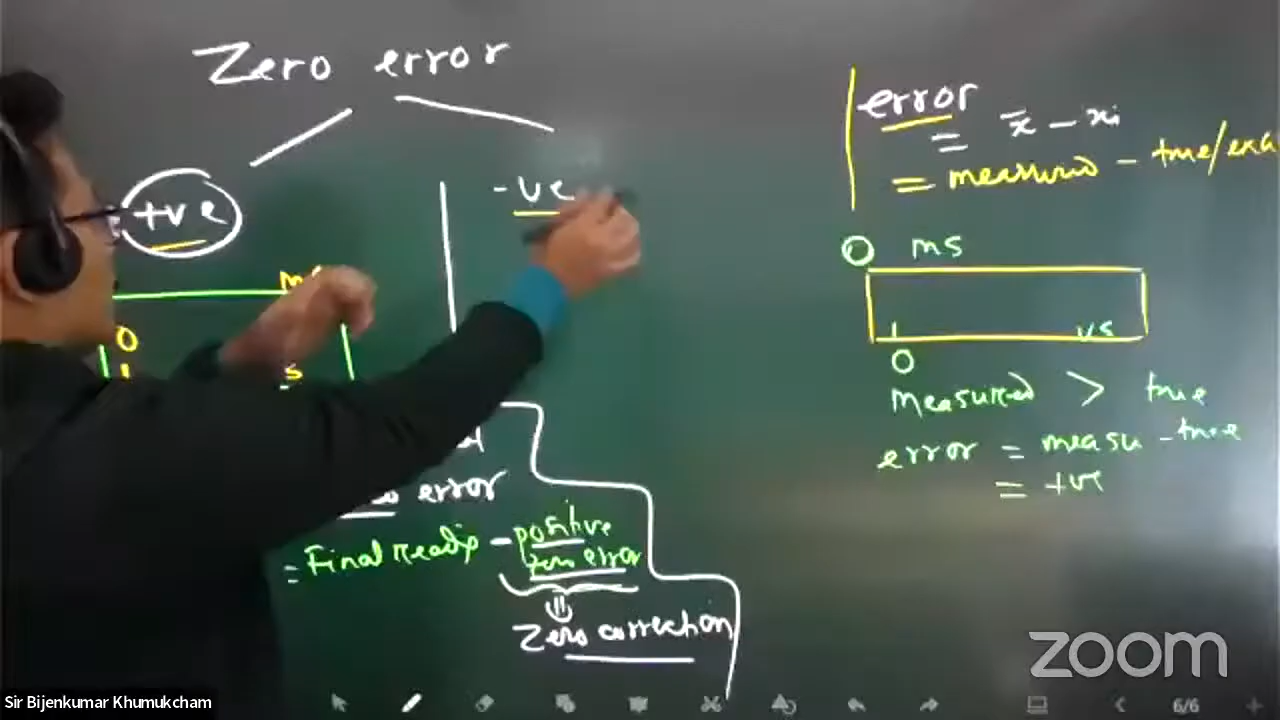 Zero error
+ve
-ve
0
s
error
error
= x̄ - xi
= measured - true/exa
0 MS
VS
0
Measured > true
error = measu - true
= +ve
= Final Readg - positive
zero error
Zero correction
zoom
Sir Bijenkumar Khumukcham
6/6